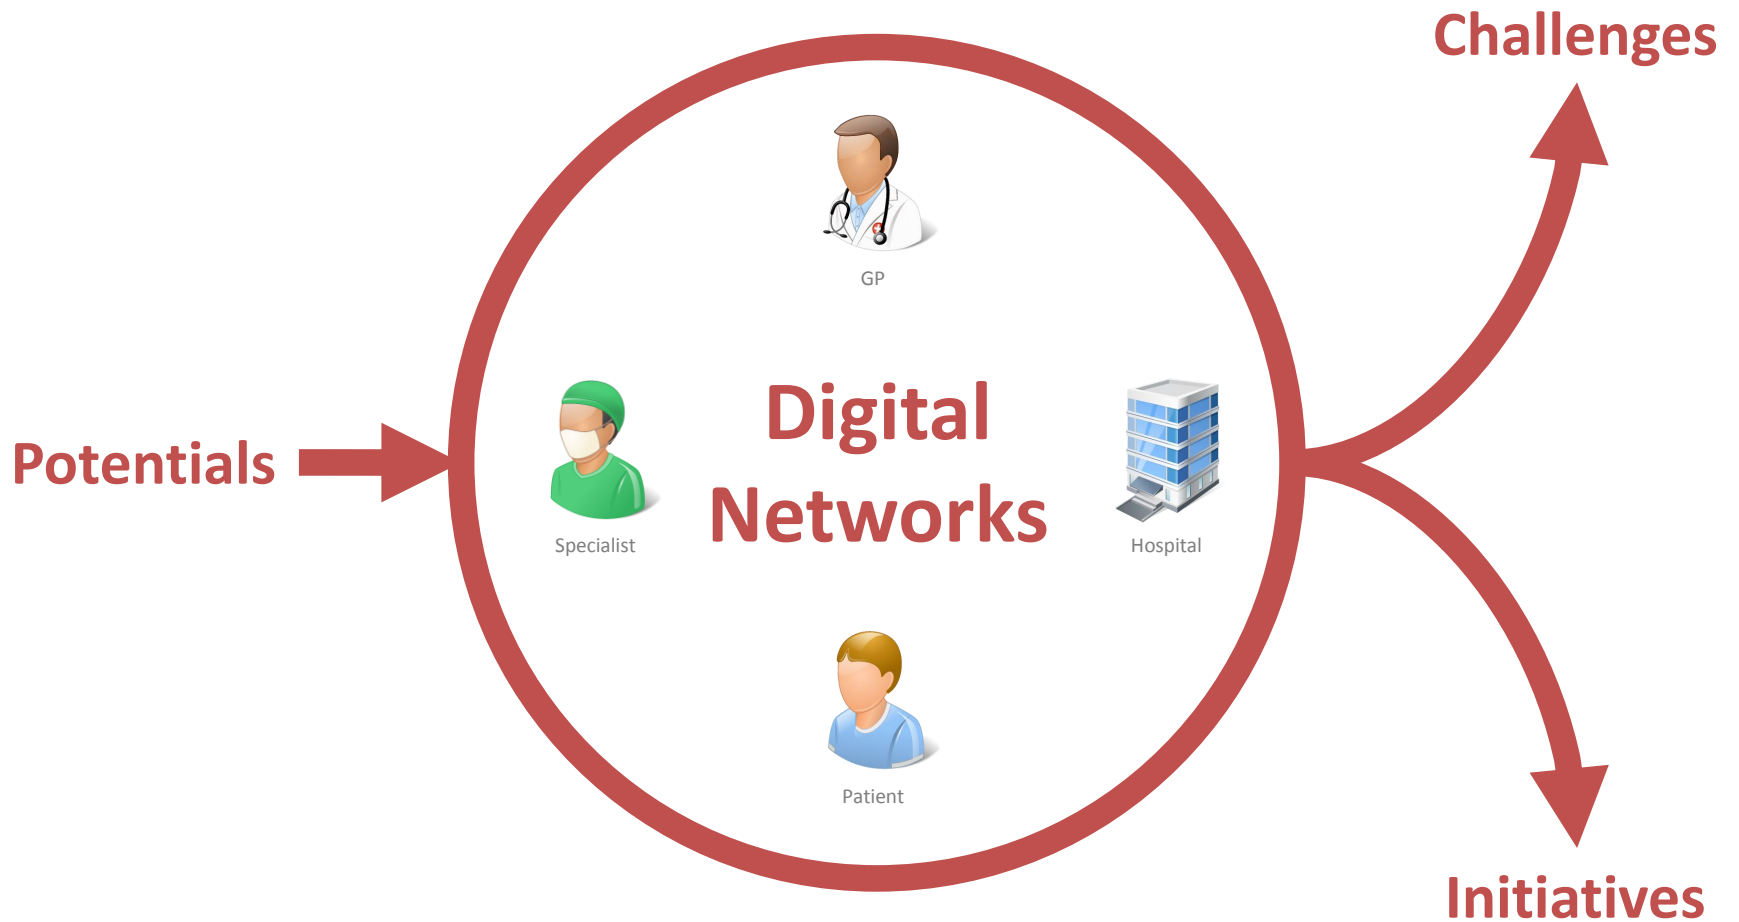 Challenges
GP
Digital
Networks
Potentials
Specialist
Hospital
Patient
Initiatives